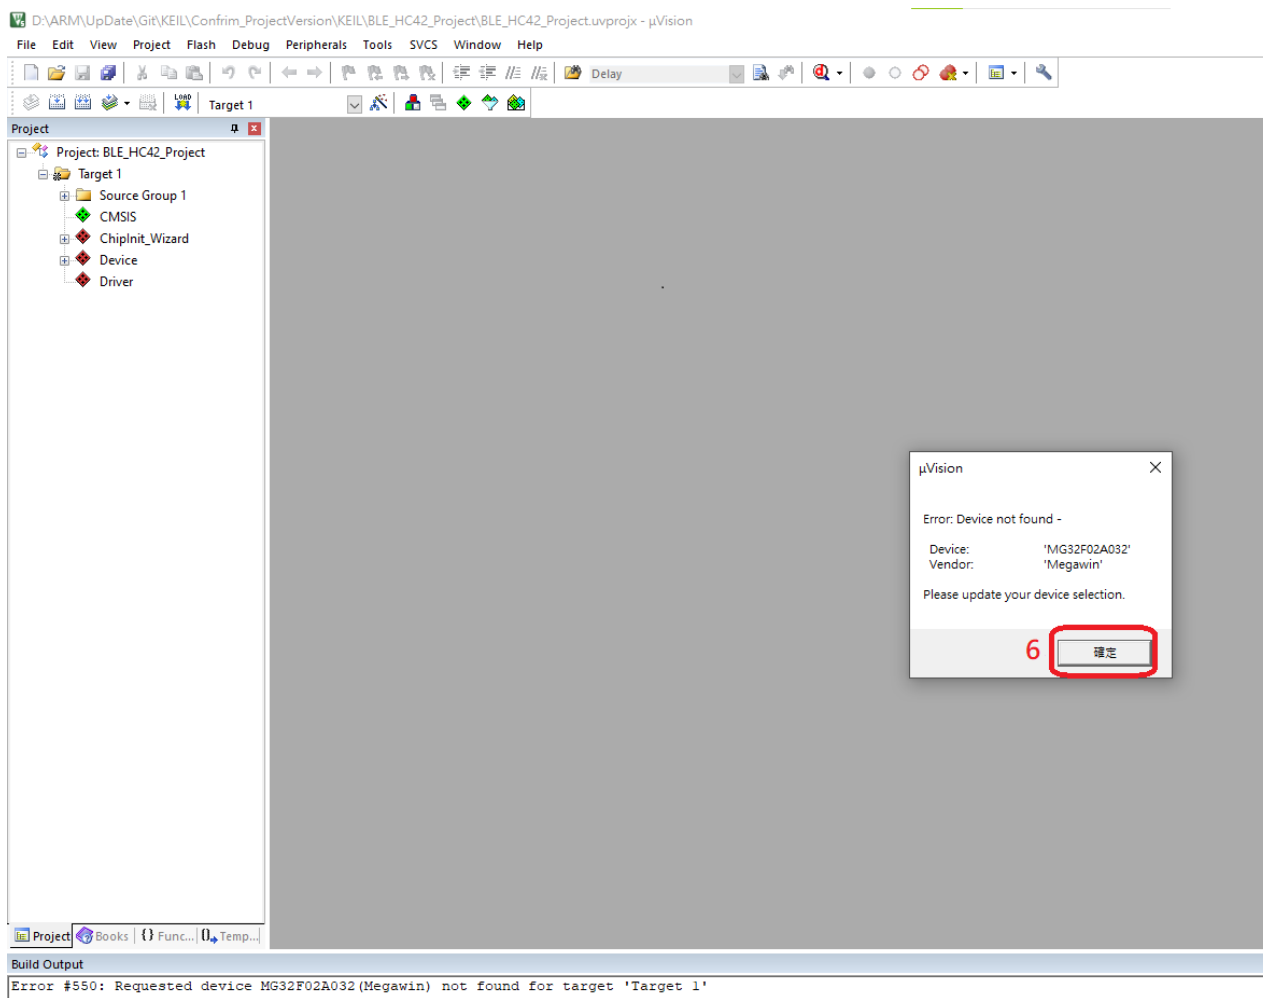 D:\ARM\UpDate\Git\KEIL\Confrim_ProjectVersion\KEIL\BLE_HC42_Project\BLE_HC42_Project.uvprojx - µVision
File Edit View Project Flash Debug Peripherals Tools SVCS Window Help
Delay
LOAD Target 1
Project
Project: BLE_HC42_Project
Target 1
Source Group 1
CMSIS
ChipInit_Wizard
Device
Driver
µVision
Error: Device not found -
Device: 'MG32F02A032'
Vendor: 'Megawin'
Please update your device selection.
6 確定
Project Books {} Func... Temp...
Build Output
Error #550: Requested device MG32F02A032(Megawin) not found for target 'Target 1'